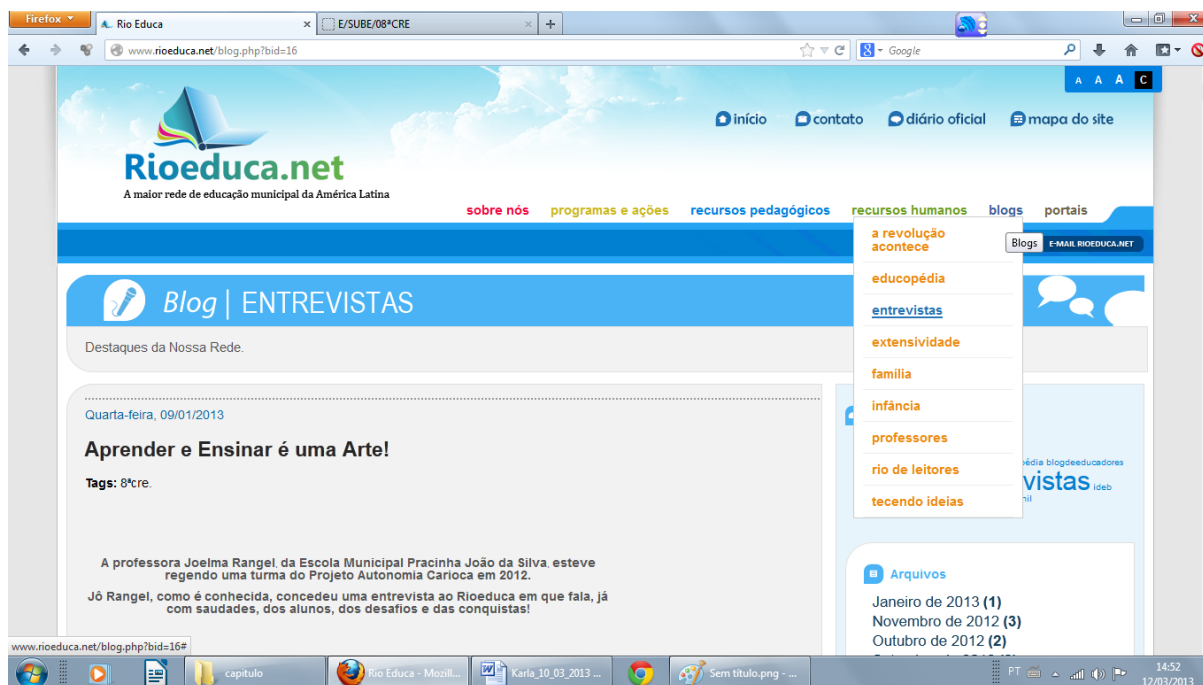 Firefox
Rio Educa
E/SUBE/08ªCRE
www.rioeduca.net/blog.php?bid=16
Google
A A A C
início contato diário oficial mapa do site
Rioeduca.net
A maior rede de educação municipal da América Latina
sobre nós programas e ações recursos pedagógicos recursos humanos blogs portais
a revolução
acontece
Blogs
E-MAIL RIOEDUCA.NET
educopédia
entrevistas
extensividade
família
infância
professores
rio de leitores
tecendo ideias
Blog | ENTREVISTAS
Destaques da Nossa Rede.
Quarta-feira, 09/01/2013
Aprender e Ensinar é uma Arte!
Tags: 8ªcre.
A professora Joelma Rangel, da Escola Municipal Pracinha João da Silva, esteve
regendo uma turma do Projeto Autonomia Carioca em 2012.
Jô Rangel, como é conhecida, concedeu uma entrevista ao Rioeduca em que fala, já
com saudades, dos alunos, dos desafios e das conquistas!
blogdeeducadores
ideb
Arquivos
Janeiro de 2013 (1)
Novembro de 2012 (3)
Outubro de 2012 (2)
www.rioeduca.net/blog.php?bid=16#
capitulo
Rio Educa - Mozill...
Karla_10_03_2013 ...
Sem título.png - ...
PT
14:52
12/03/2013